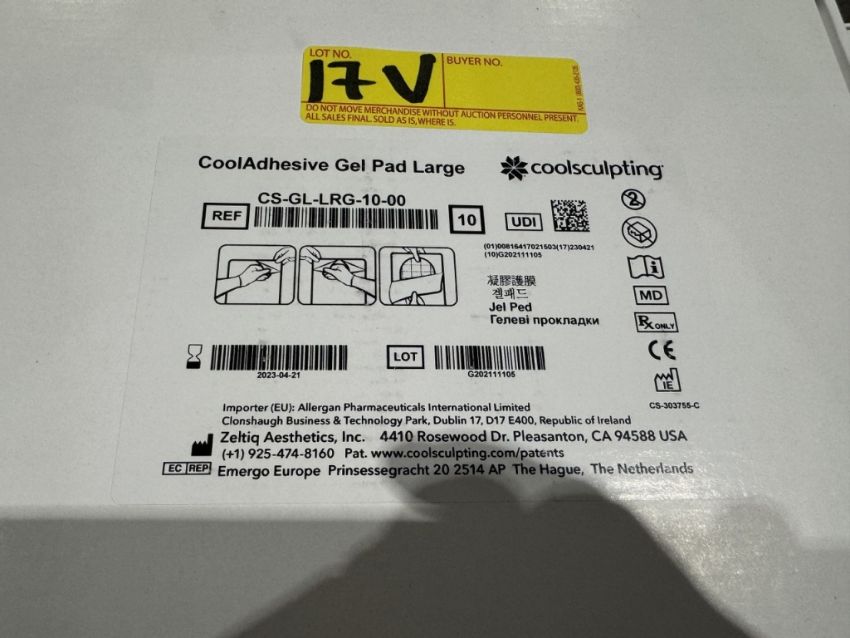 LOT NO.
17V
BUYER NO.
DO NOT MOVE MERCHANDISE WITHOUT AUCTION PERSONNEL PRESENT.
ALL SALES FINAL. SOLD AS IS, WHERE IS.
CoolAdhesive Gel Pad Large
coolsculpting
CS-GL-LRG-10-00
REF
10
UDI
2
(01)00816417021503(17)230421
(10)G202111105
凝膠護膜
겔패드
Jel Ped
Гелеві прокладки
MD
Rx ONLY
CE
IE
2023-04-21
LOT
G202111105
CS-303755-C
Importer (EU): Allergan Pharmaceuticals International Limited
Clonshaugh Business & Technology Park, Dublin 17, D17 E400, Republic of Ireland
Zeltiq Aesthetics, Inc. 4410 Rosewood Dr. Pleasanton, CA 94588 USA
(+1) 925-474-8160 Pat. www.coolsculpting.com/patents
EC REP
Emergo Europe Prinsessegracht 20 2514 AP The Hague, The Netherlands